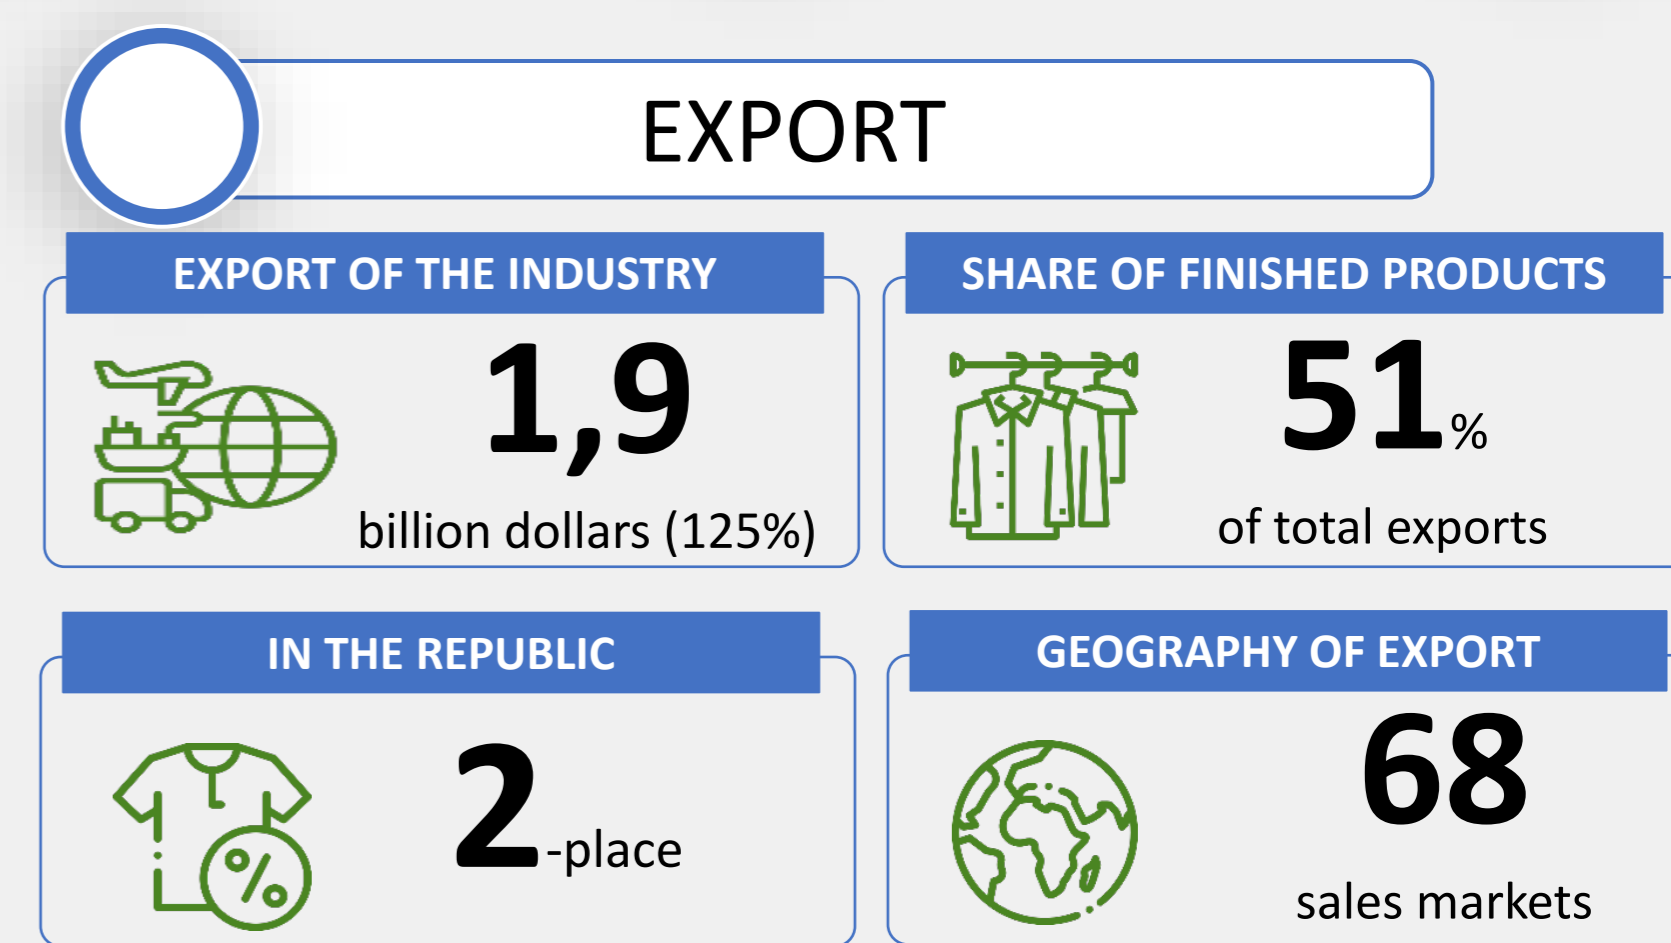 EXPORT
EXPORT OF THE INDUSTRY
1,9
billion dollars (125%)
SHARE OF FINISHED PRODUCTS
51%
of total exports
IN THE REPUBLIC
2-place
%
GEOGRAPHY OF EXPORT
68
sales markets